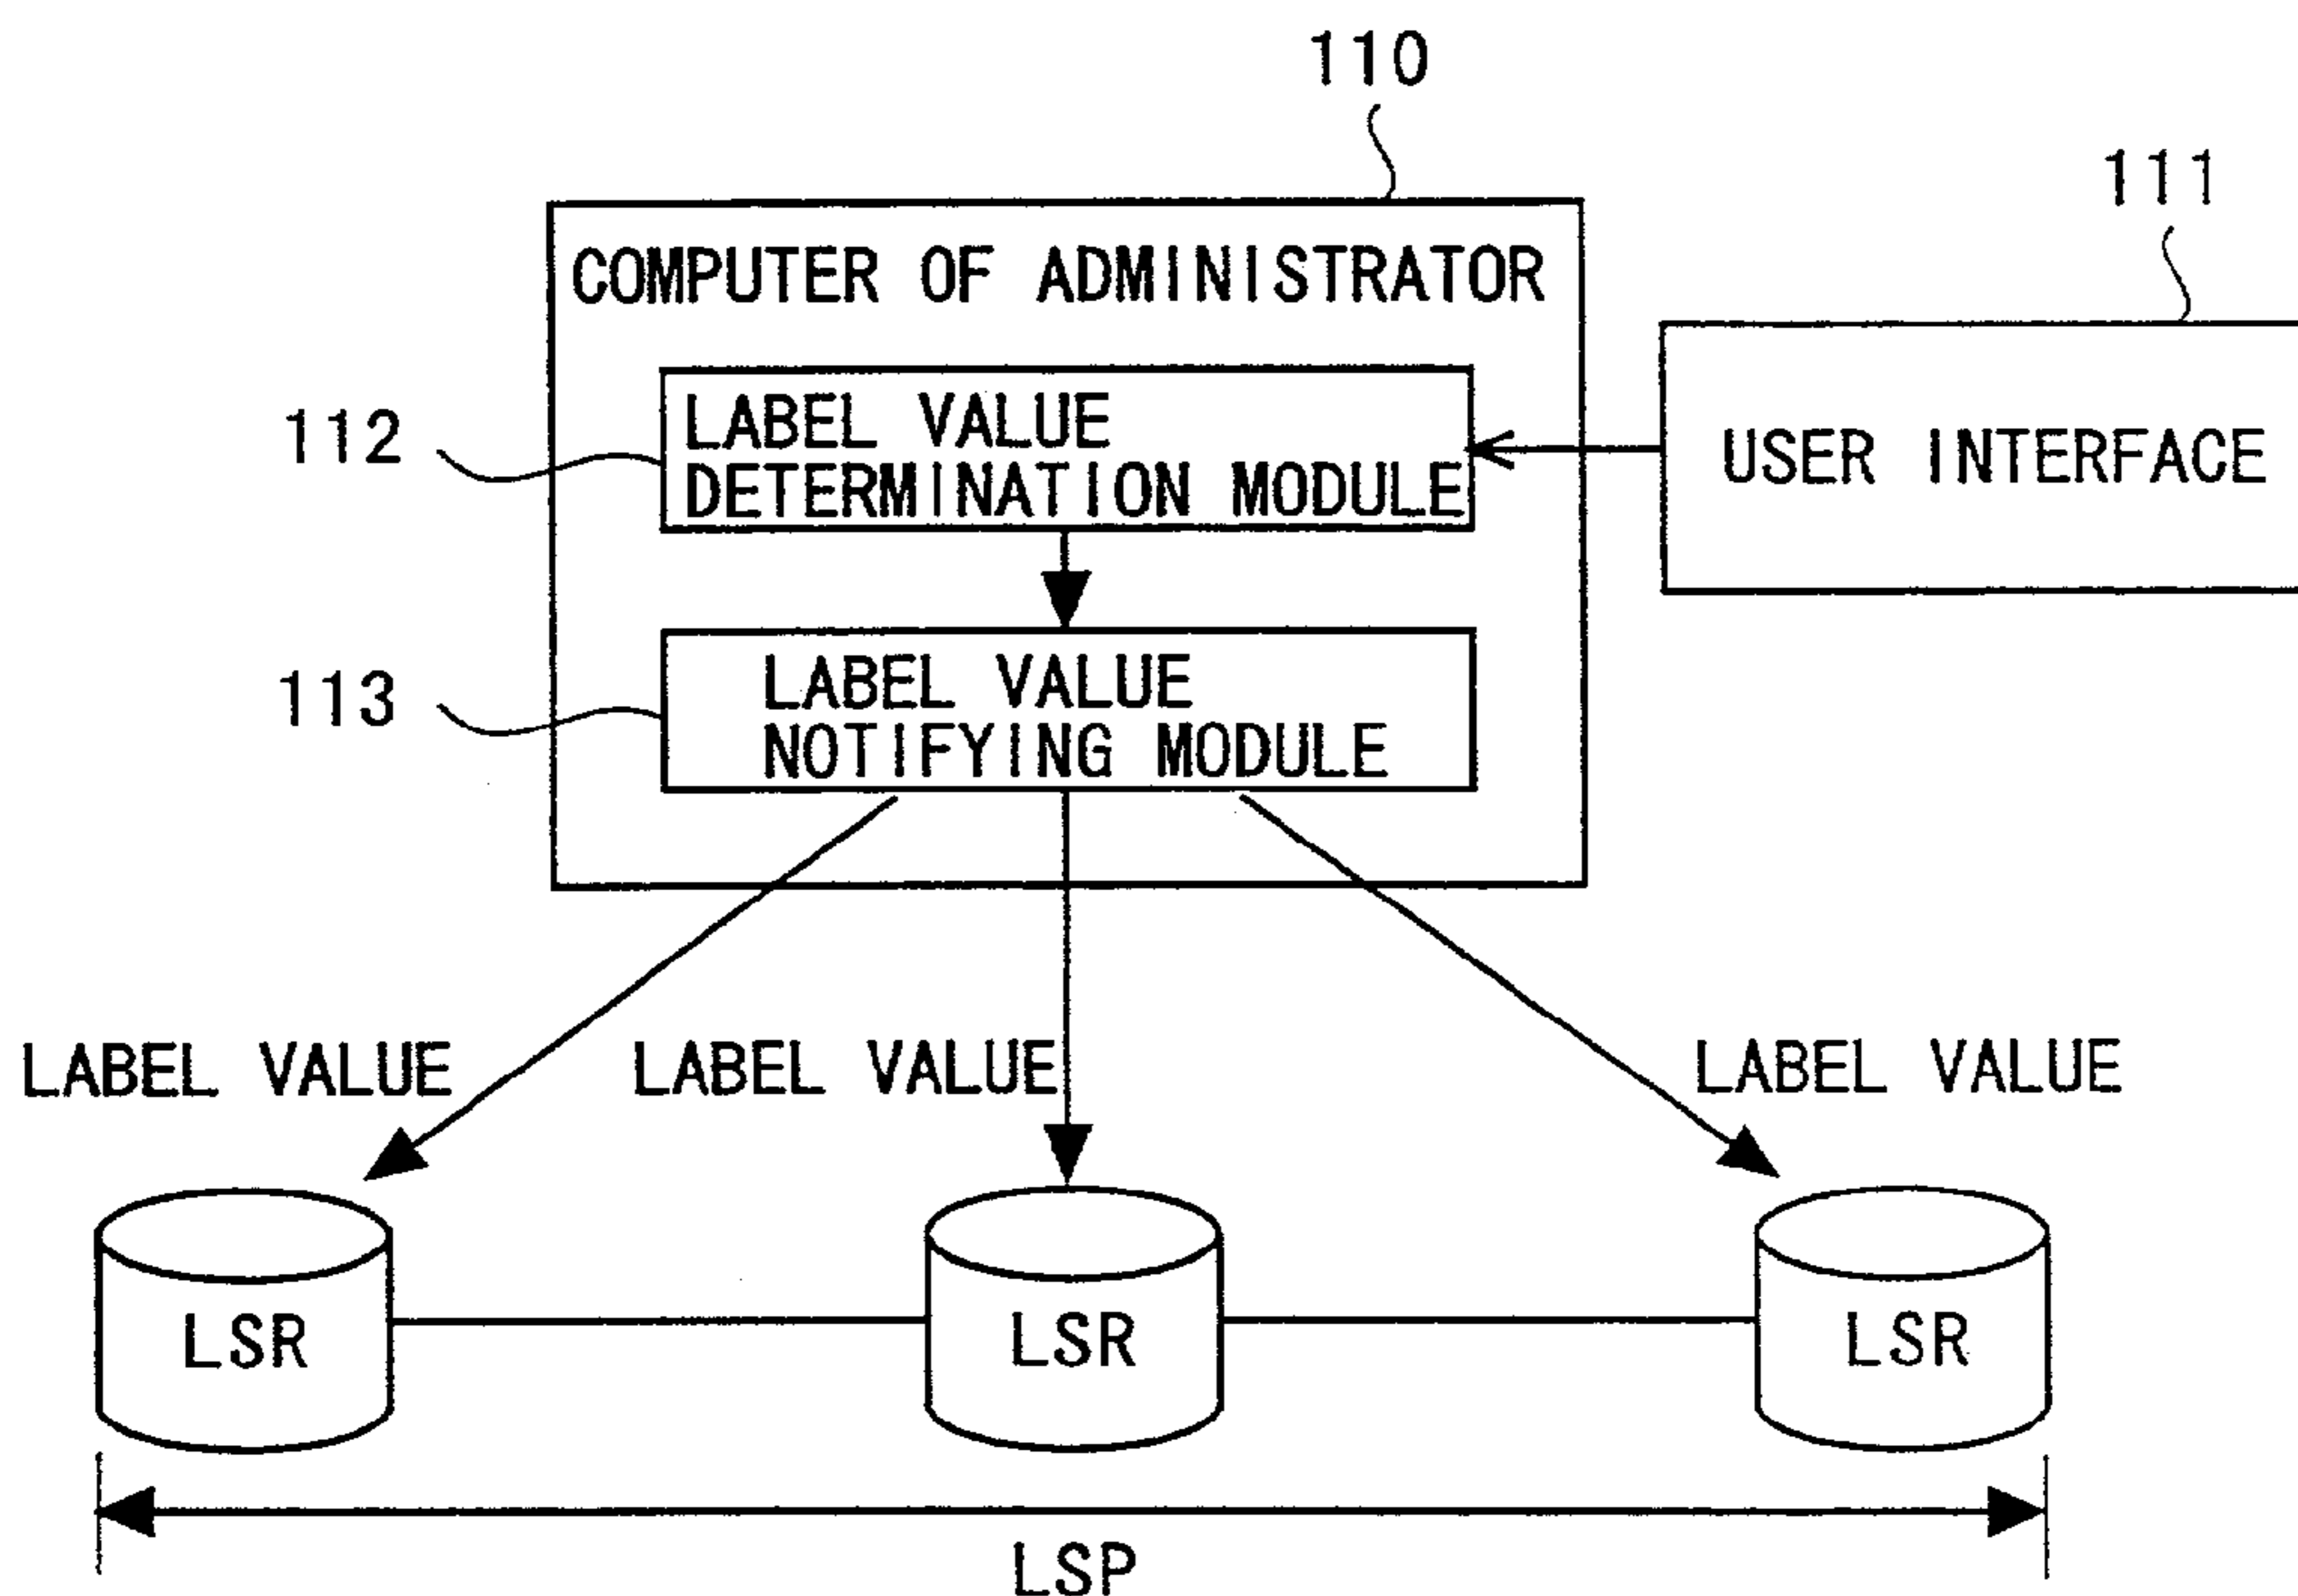 110
111
COMPUTER OF ADMINISTRATOR
112
LABEL VALUE
DETERMINATION MODULE
USER INTERFACE
113
LABEL VALUE
NOTIFYING MODULE
LABEL VALUE
LABEL VALUE
LABEL VALUE
LSR
LSR
LSR
LSP